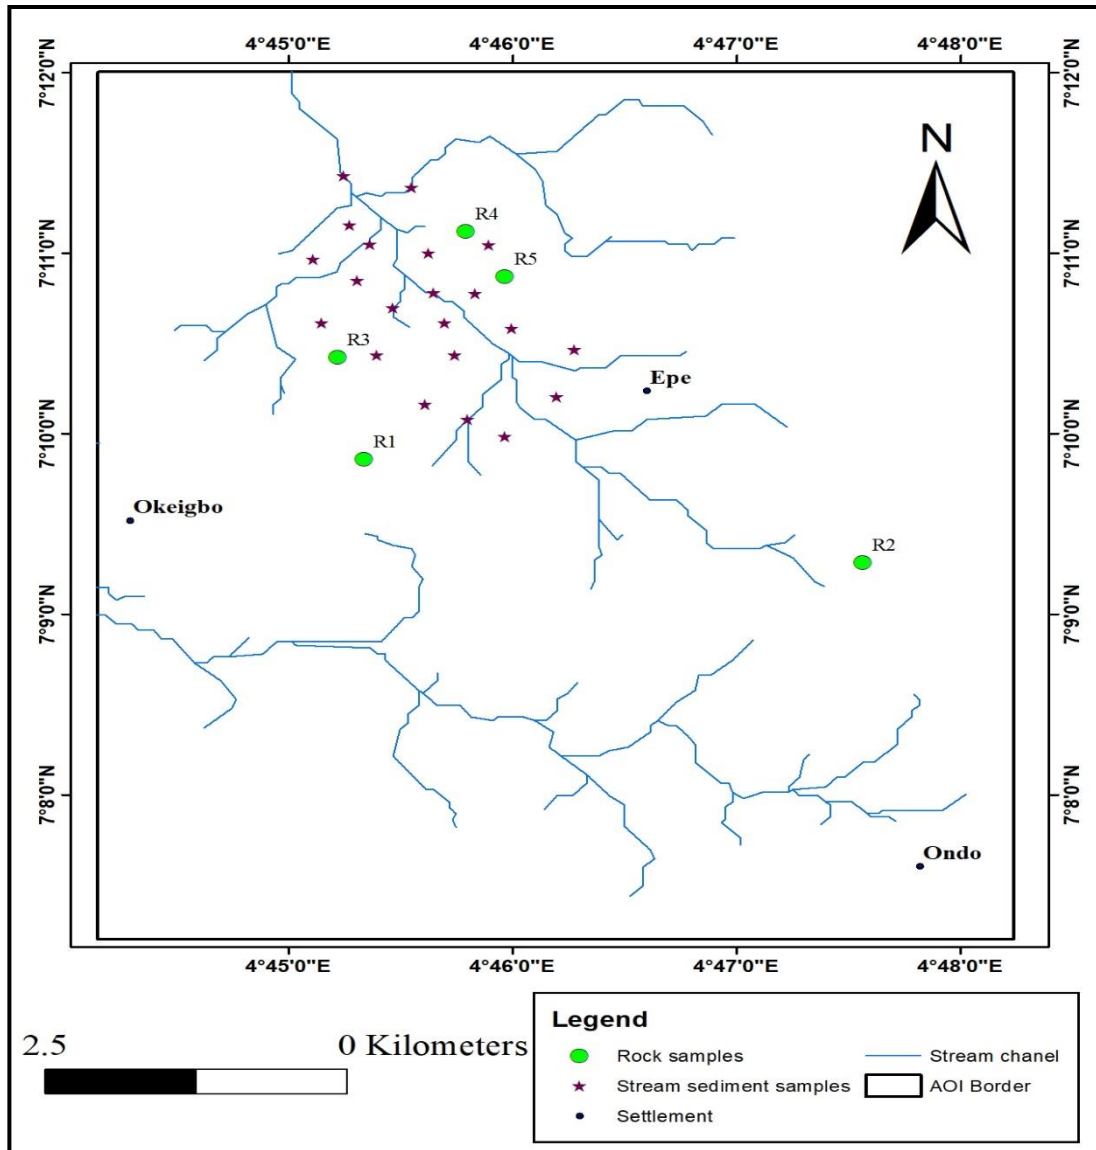 4°45'0"E 4°46'0"E 4°47'0"E 4°48'0"E
7°12'0"N 7°12'0"N
N
R4
7°11'0"N R5 7°11'0"N
R3
Epe
7°10'0"N 7°10'0"N
R1
Okeigbo
R2
7°9'0"N 7°9'0"N
7°8'0"N 7°8'0"N
Ondo
4°45'0"E 4°46'0"E 4°47'0"E 4°48'0"E
2.5 0 Kilometers
Legend
Rock samples
Stream sediment samples
Settlement
Stream chanel
AOI Border